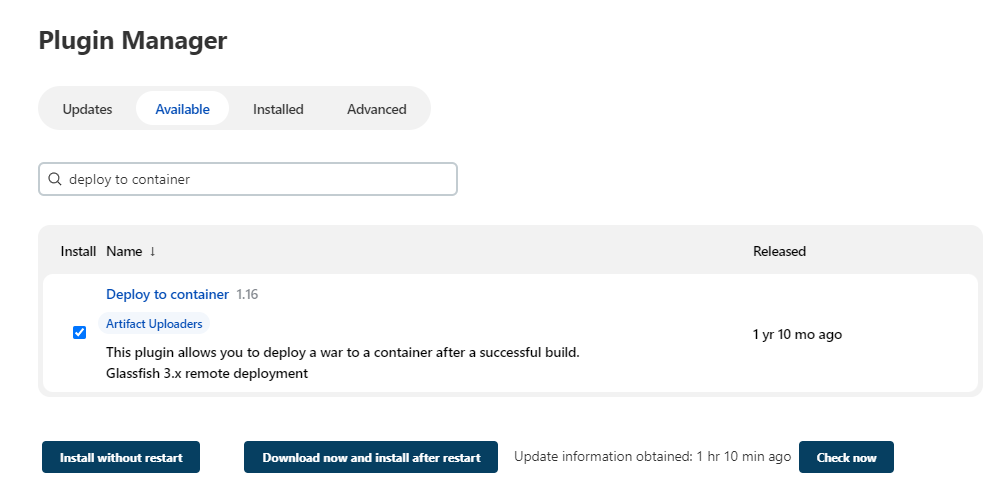 Plugin Manager
Updates Available Installed Advanced
deploy to container
Install Name ↓ Released
Deploy to container 1.16
Artifact Uploaders
This plugin allows you to deploy a war to a container after a successful build.
Glassfish 3.x remote deployment
1 yr 10 mo ago
Install without restart Download now and install after restart Update information obtained: 1 hr 10 min ago Check now